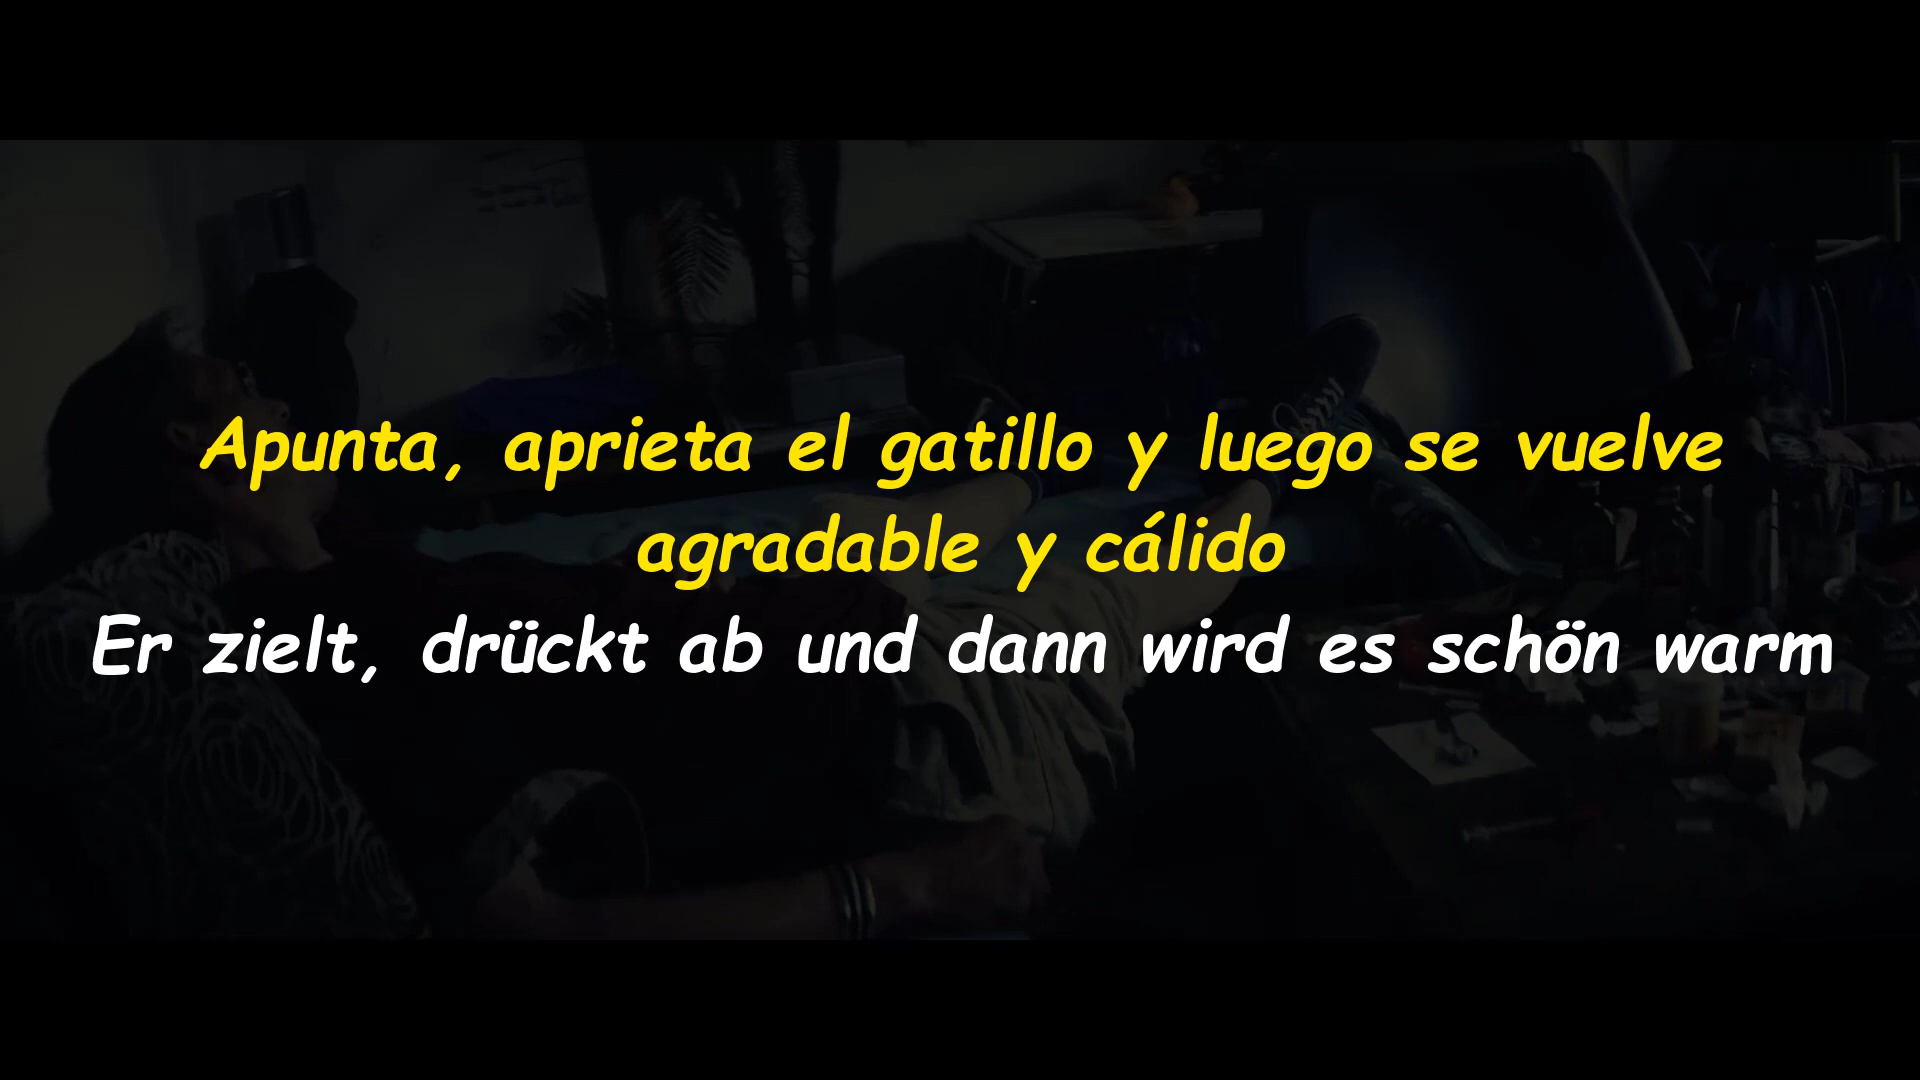 Apunta, aprieta el gatillo y luego se vuelve
agradable y cálido
Er zielt, drückt ab und dann wird es schön warm